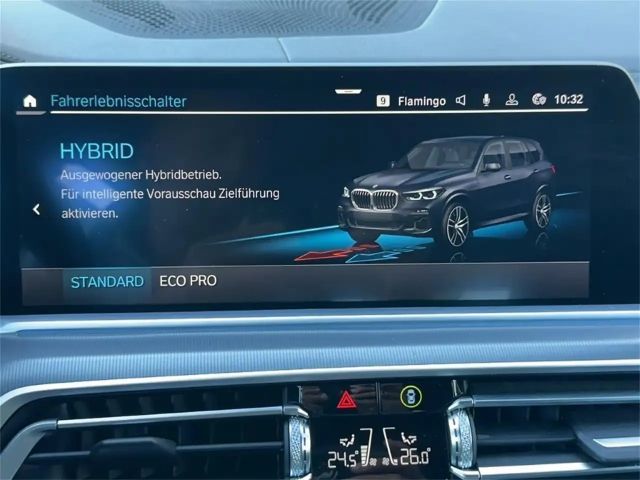 Fahrerlebnisschalter
9 Flamingo 10:32
HYBRID
Ausgewogener Hybridbetrieb.
Für intelligente Vorausschau Zielführung
aktivieren.
STANDARD ECO PRO
24.5 26.0